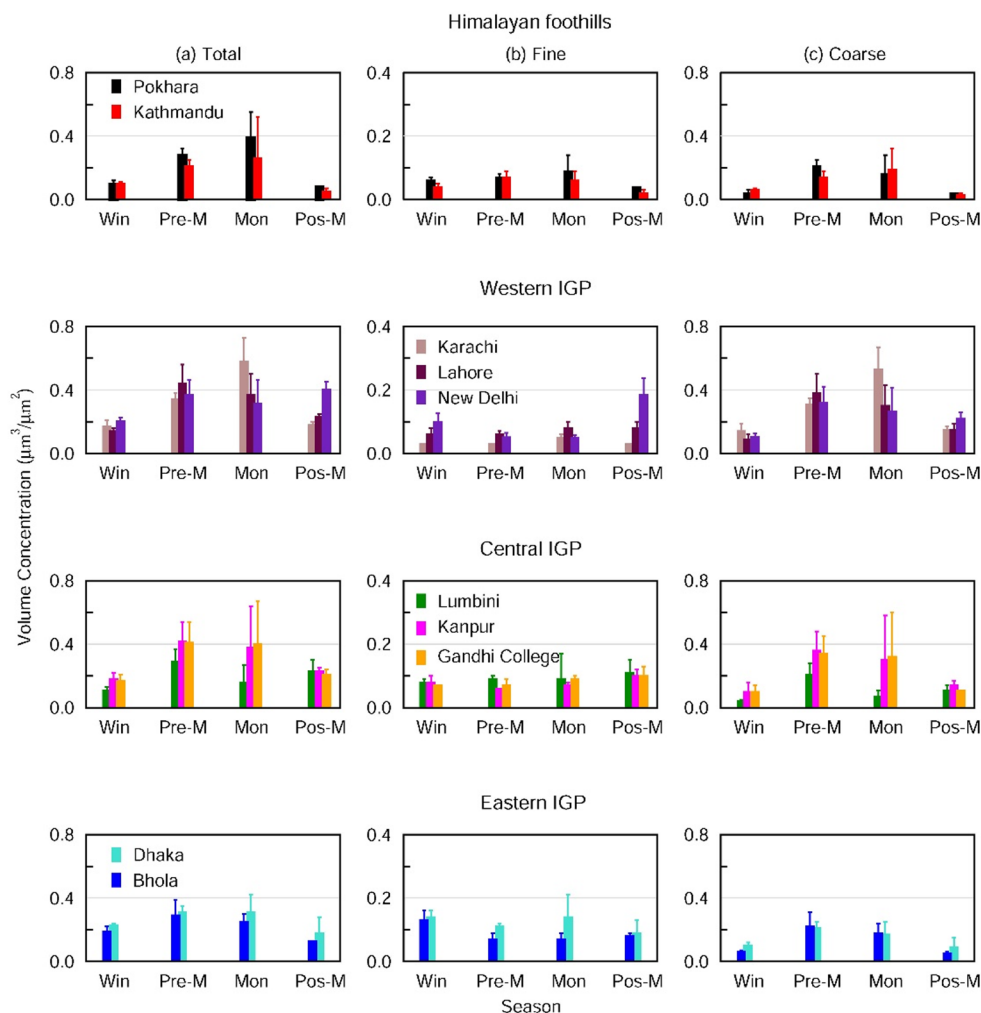 Himalayan foothills
(a) Total
(b) Fine
(c) Coarse
0.8
0.4
0.0
Pokhara
Kathmandu
Win Pre-M Mon Pos-M
0.4
0.2
0.0
Win Pre-M Mon Pos-M
0.8
0.4
0.0
Win Pre-M Mon Pos-M
Volume Concentration (μm³/μm²)
Western IGP
0.8
0.4
0.0
Win Pre-M Mon Pos-M
0.4
0.2
0.0
Karachi
Lahore
New Delhi
Win Pre-M Mon Pos-M
0.8
0.4
0.0
Win Pre-M Mon Pos-M
Central IGP
0.8
0.4
0.0
Win Pre-M Mon Pos-M
0.4
0.2
0.0
Lumbini
Kanpur
Gandhi College
Win Pre-M Mon Pos-M
0.8
0.4
0.0
Win Pre-M Mon Pos-M
Eastern IGP
0.8
0.4
0.0
Dhaka
Bhola
Win Pre-M Mon Pos-M
0.4
0.2
0.0
Win Pre-M Mon Pos-M
0.8
0.4
0.0
Win Pre-M Mon Pos-M
Season